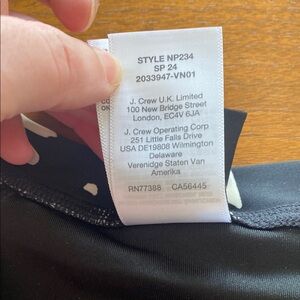 STYLE NP234
SP 24
2033947-VN01
J. Crew U.K. Limited
100 New Bridge Street
London, EC4V 6JA
J. Crew Operating Corp
251 Little Falls Drive
USA DE19808 Wilmington
Delaware
Verenidge Staten Van
Amerika
RN77388 CA56445